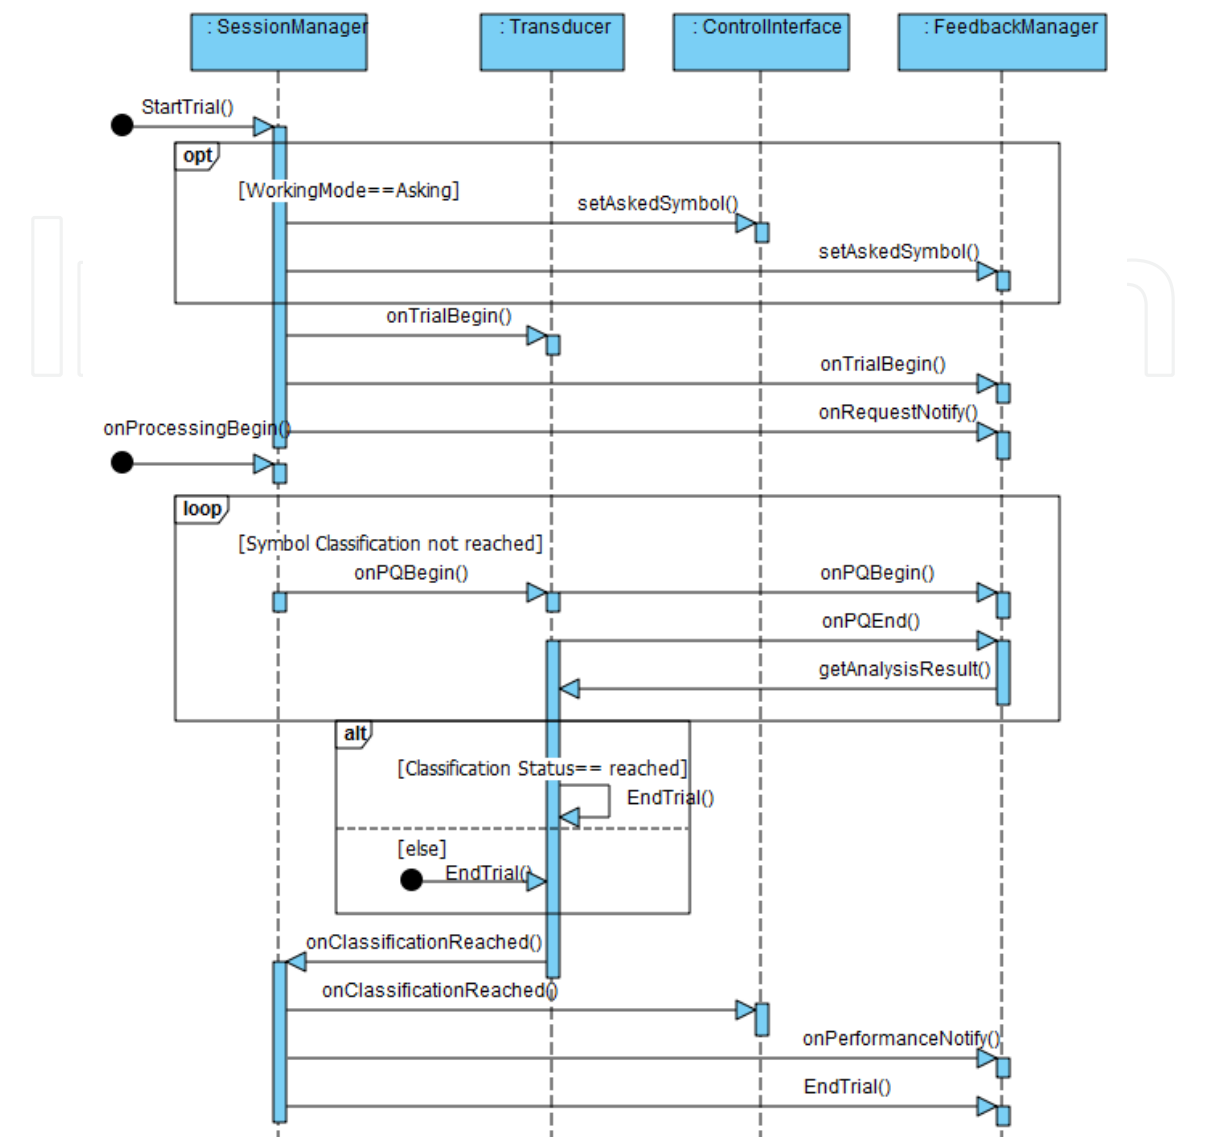 : SessionManager
: Transducer
: ControlInterface
: FeedbackManager
StartTrial()
opt
[WorkingMode==Asking]
setAskedSymbol()
setAskedSymbol()
onTrialBegin()
onTrialBegin()
onRequestNotify()
onProcessingBegin()
loop
[Symbol Classification not reached]
onPQBegin()
onPQBegin()
onPQEnd()
getAnalysisResult()
alt
[Classification Status== reached]
EndTrial()
[else]
EndTrial()
onClassificationReached()
onClassificationReached()
onPerformanceNotify()
EndTrial()